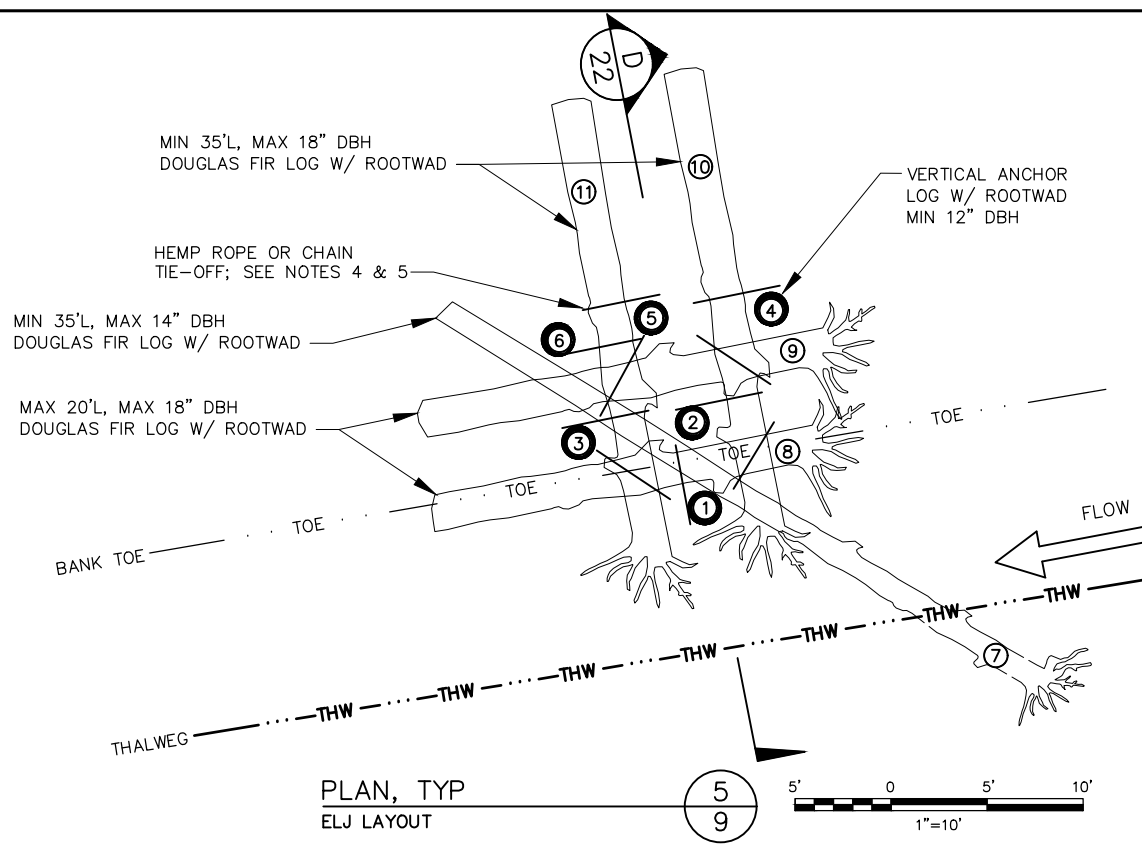 D
22
MIN 35'L, MAX 18" DBH
DOUGLAS FIR LOG W/ ROOTWAD
10
11
VERTICAL ANCHOR
LOG W/ ROOTWAD
MIN 12" DBH
HEMP ROPE OR CHAIN
TIE-OFF; SEE NOTES 4 & 5
4
5
6
MIN 35'L, MAX 14" DBH
DOUGLAS FIR LOG W/ ROOTWAD
9
MAX 20'L, MAX 18" DBH
DOUGLAS FIR LOG W/ ROOTWAD
2
3
TOE
TOE
8
TOE
TOE
1
BANK TOE
FLOW
THW
THW
THW
THW
THW
THW
THW
7
THALWEG
PLAN, TYP
ELJ LAYOUT
5
9
5' 0 5' 10'
1"=10'